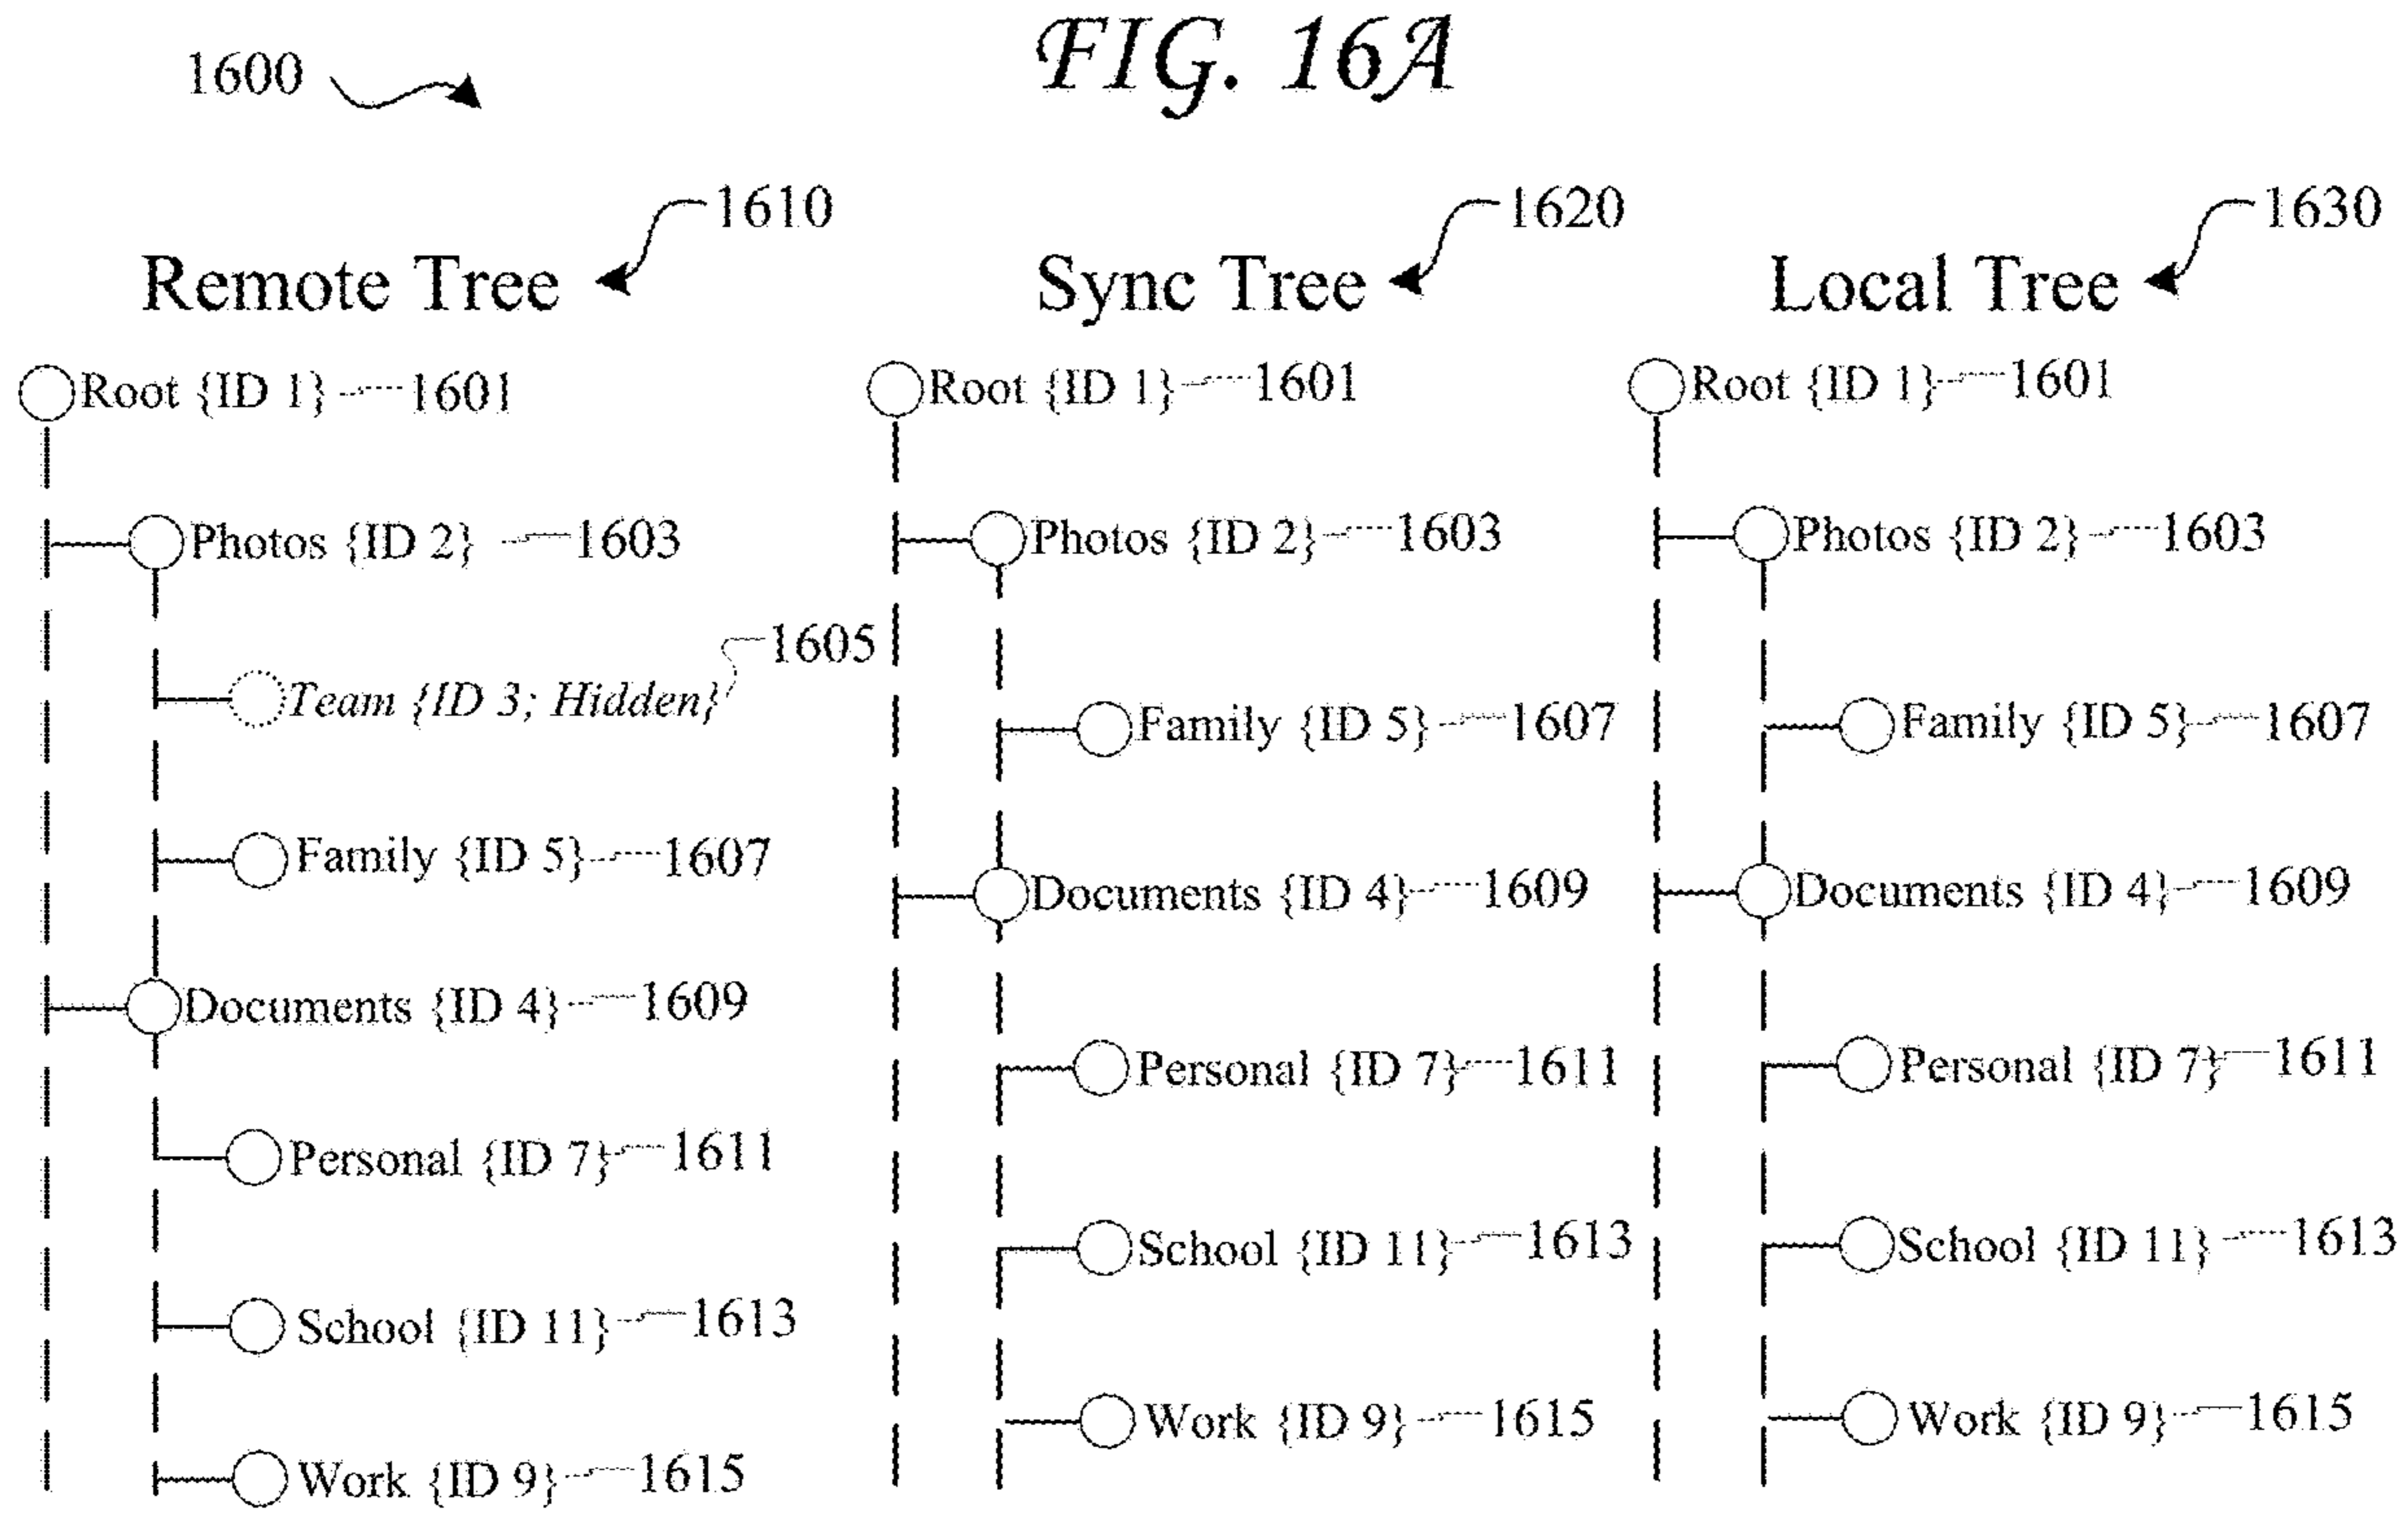 FIG. 16A
1600
1610
Remote Tree
Root {ID 1} 1601
Photos {ID 2} 1603
Team {ID 3; Hidden} 1605
Family {ID 5} 1607
Documents {ID 4} 1609
Personal {ID 7} 1611
School {ID 11} 1613
Work {ID 9} 1615
1620
Sync Tree
Root {ID 1} 1601
Photos {ID 2} 1603
Family {ID 5} 1607
Documents {ID 4} 1609
Personal {ID 7} 1611
School {ID 11} 1613
Work {ID 9} 1615
1630
Local Tree
Root {ID 1} 1601
Photos {ID 2} 1603
Family {ID 5} 1607
Documents {ID 4} 1609
Personal {ID 7} 1611
School {ID 11} 1613
Work {ID 9} 1615